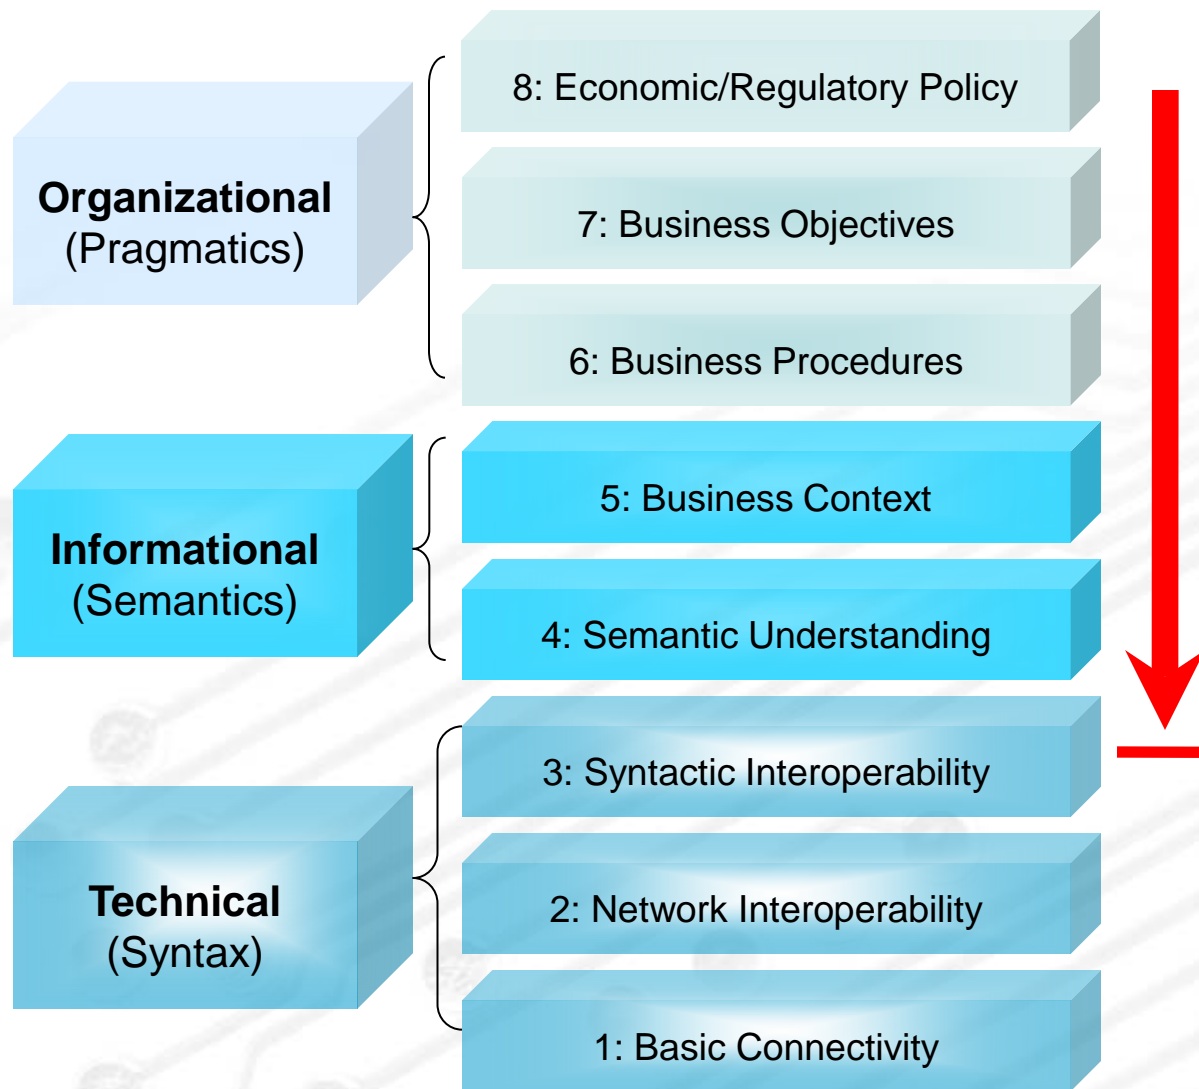 8: Economic/Regulatory Policy
Organizational
(Pragmatics)
7: Business Objectives
6: Business Procedures
5: Business Context
Informational
(Semantics)
4: Semantic Understanding
3: Syntactic Interoperability
Technical
(Syntax)
2: Network Interoperability
1: Basic Connectivity